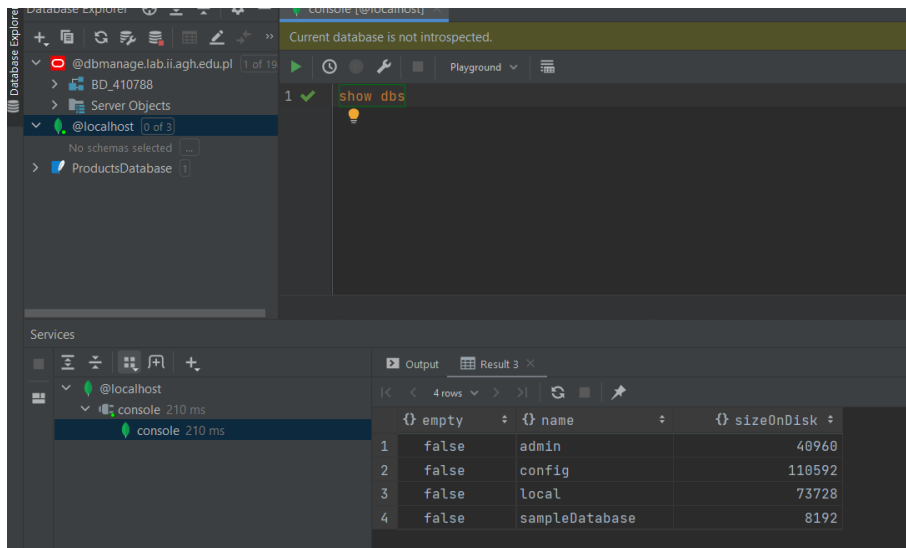 Database Explorer
console [@localhost]
Database Explorer
Current database is not introspected.
@dbmanage.lab.ii.agh.edu.pl 1 of 19
Playground
BD_410788
1 show dbs
Server Objects
@localhost 0 of 3
No schemas selected ...
ProductsDatabase 1
Services
Output Result 3
@localhost
4 rows
console 210 ms
console 210 ms
{} empty {} name {} sizeOnDisk
1 false admin 40960
2 false config 110592
3 false local 73728
4 false sampleDatabase 8192